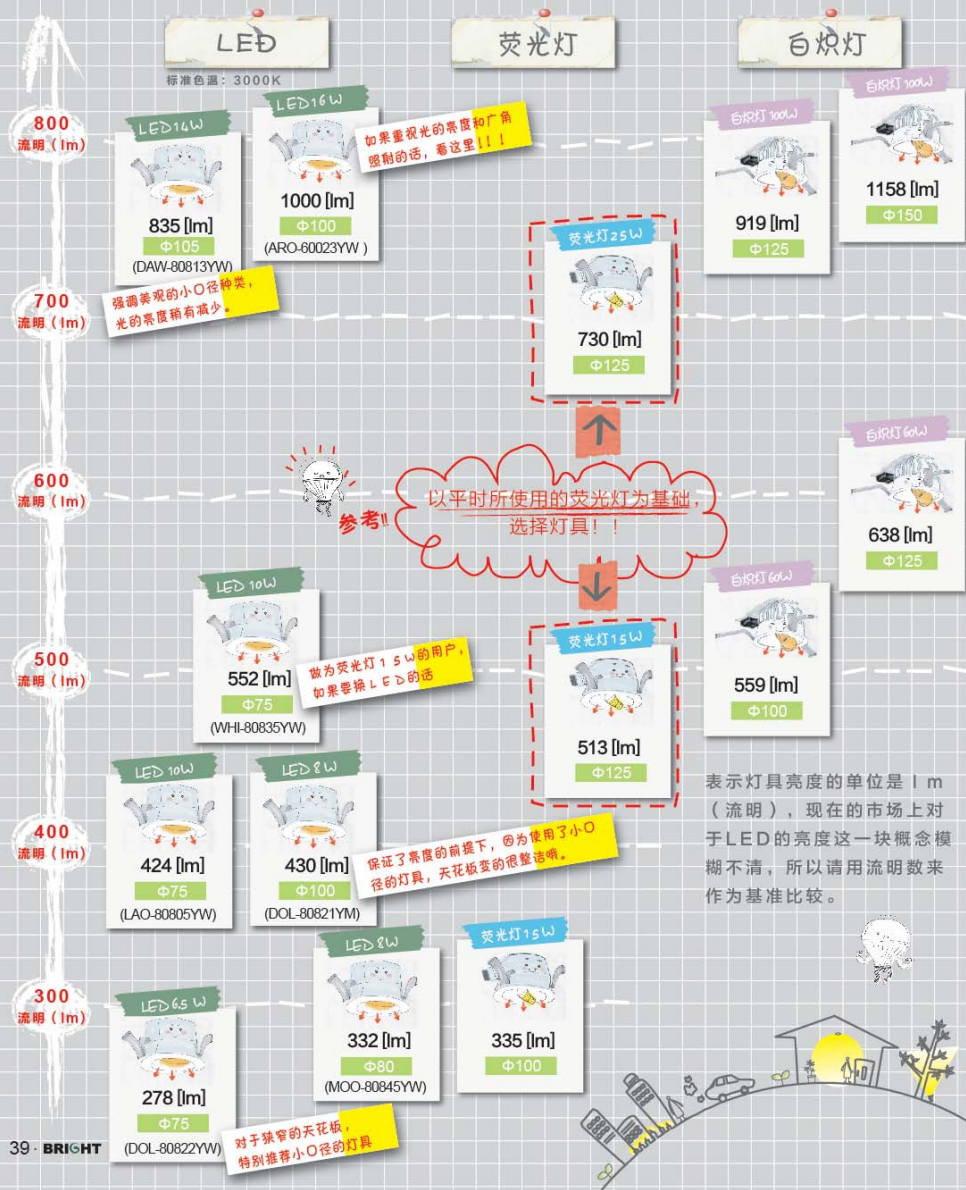 LED
荧光灯
白炽灯
标准色温：3000K
800
流明（lm）
LED14W
835 [lm]
Φ105
(DAW-80813YW)
LED16W
1000 [lm]
Φ100
(ARO-60023YW )
如果重视光的亮度和广角
照射的话，看这里！！！
白炽灯100W
919 [lm]
Φ125
白炽灯100W
1158 [lm]
Φ150
强调美观的小口径种类，
光的亮度稍有减少。
700
流明（lm）
荧光灯25W
730 [lm]
Φ125
600
流明（lm）
参考!!
以平时所使用的荧光灯为基础，
选择灯具！！
白炽灯60W
638 [lm]
Φ125
500
流明（lm）
LED 10W
552 [lm]
Φ75
(WHI-80835YW)
做为荧光灯15W的用户，
如果要换LED的话
荧光灯15W
513 [lm]
Φ125
白炽灯60W
559 [lm]
Φ100
400
流明（lm）
LED 10W
424 [lm]
Φ75
(LAO-80805YW)
LED 8W
430 [lm]
Φ100
(DOL-80821YM)
保证了亮度的前提下，因为使用了小口
径的灯具，天花板变的很整洁哦。
表示灯具亮度的单位是lm
（流明），现在的市场上对
于LED的亮度这一块概念模
糊不清，所以请用流明数来
作为基准比较。
300
流明（lm）
LED 6.5 W
278 [lm]
Φ75
(DOL-80822YW)
LED 8W
332 [lm]
Φ80
(MOO-80845YW)
荧光灯15W
335 [lm]
Φ100
对于狭窄的天花板，
特别推荐小口径的灯具
39 · BRIGHT